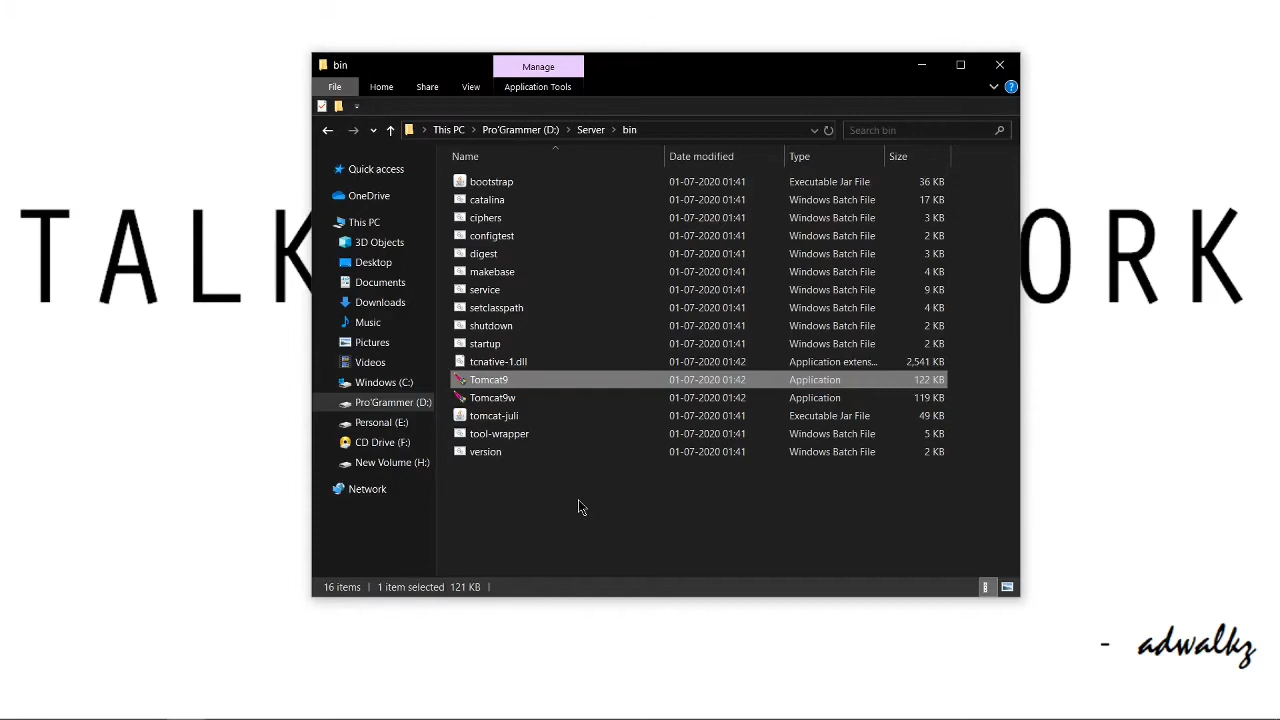 TALK
ORK
bin
Manage
File Home Share View Application Tools
This PC > Pro'Grammer (D:) > Server > bin
Search bin
Name Date modified Type Size
Quick access
OneDrive
This PC
3D Objects
Desktop
Documents
Downloads
Music
Pictures
Videos
Windows (C:)
Pro'Grammer (D:)
Personal (E:)
CD Drive (F:)
New Volume (H:)
Network
bootstrap 01-07-2020 01:41 Executable Jar File 36 KB
catalina 01-07-2020 01:41 Windows Batch File 17 KB
ciphers 01-07-2020 01:41 Windows Batch File 3 KB
configtest 01-07-2020 01:41 Windows Batch File 2 KB
digest 01-07-2020 01:41 Windows Batch File 3 KB
makebase 01-07-2020 01:41 Windows Batch File 4 KB
service 01-07-2020 01:41 Windows Batch File 9 KB
setclasspath 01-07-2020 01:41 Windows Batch File 4 KB
shutdown 01-07-2020 01:41 Windows Batch File 2 KB
startup 01-07-2020 01:41 Windows Batch File 2 KB
tcnative-1.dll 01-07-2020 01:42 Application extens... 2,541 KB
Tomcat9 01-07-2020 01:42 Application 122 KB
Tomcat9w 01-07-2020 01:42 Application 119 KB
tomcat-juli 01-07-2020 01:41 Executable Jar File 49 KB
tool-wrapper 01-07-2020 01:41 Windows Batch File 5 KB
version 01-07-2020 01:41 Windows Batch File 2 KB
16 items 1 item selected 121 KB
- adwalkz